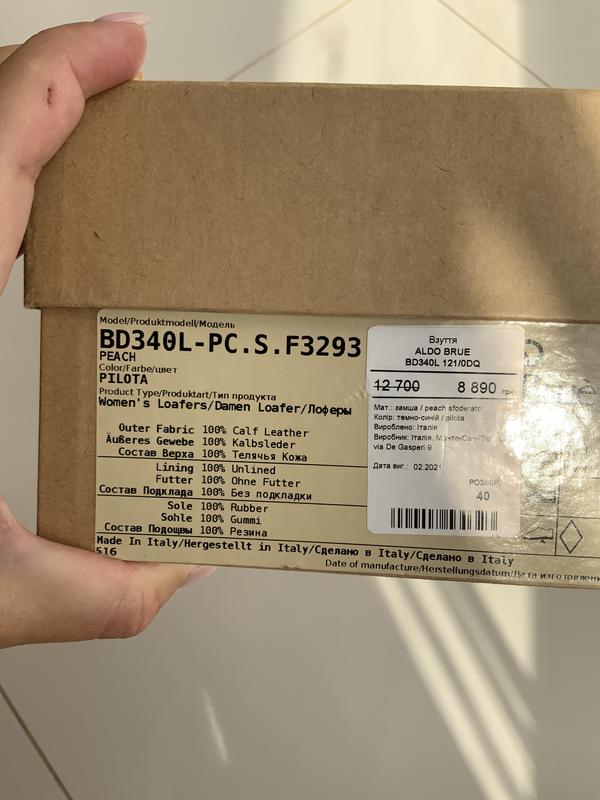 Model/Produktmodell/Модель
BD340L-PC.S.F3293
PEACH
Color/Farbe/цвет
PILOTA
Product Type/Produktart/Тип продукта
Women's Loafers/Damen Loafer/Лоферы
Outer Fabric 100% Calf Leather
Äußeres Gewebe 100% Kalbsleder
Состав Верха 100% Телячья Кожа
Lining 100% Unlined
Futter 100% Ohne Futter
Состав Подклада 100% Без подкладки
Sole 100% Rubber
Sohle 100% Gummi
Состав Подошвы 100% Резина
Made In Italy/Hergestellt in Italy/Сделано в Italy/Сделано в Italy
516
Date of manufacture/Herstellungsdatum/Дата изготовлени
Взуття
ALDO BRUE
BD340L 121/0DQ
12 700 8 890 грн
Мат.: замша / peach sfoderato
Колір: темно-синій / pilota
Вироблено: Італія
Виробник: Італія,
via De Gasperi 9
Дата виг.: 02.2021
РОЗМІР
40